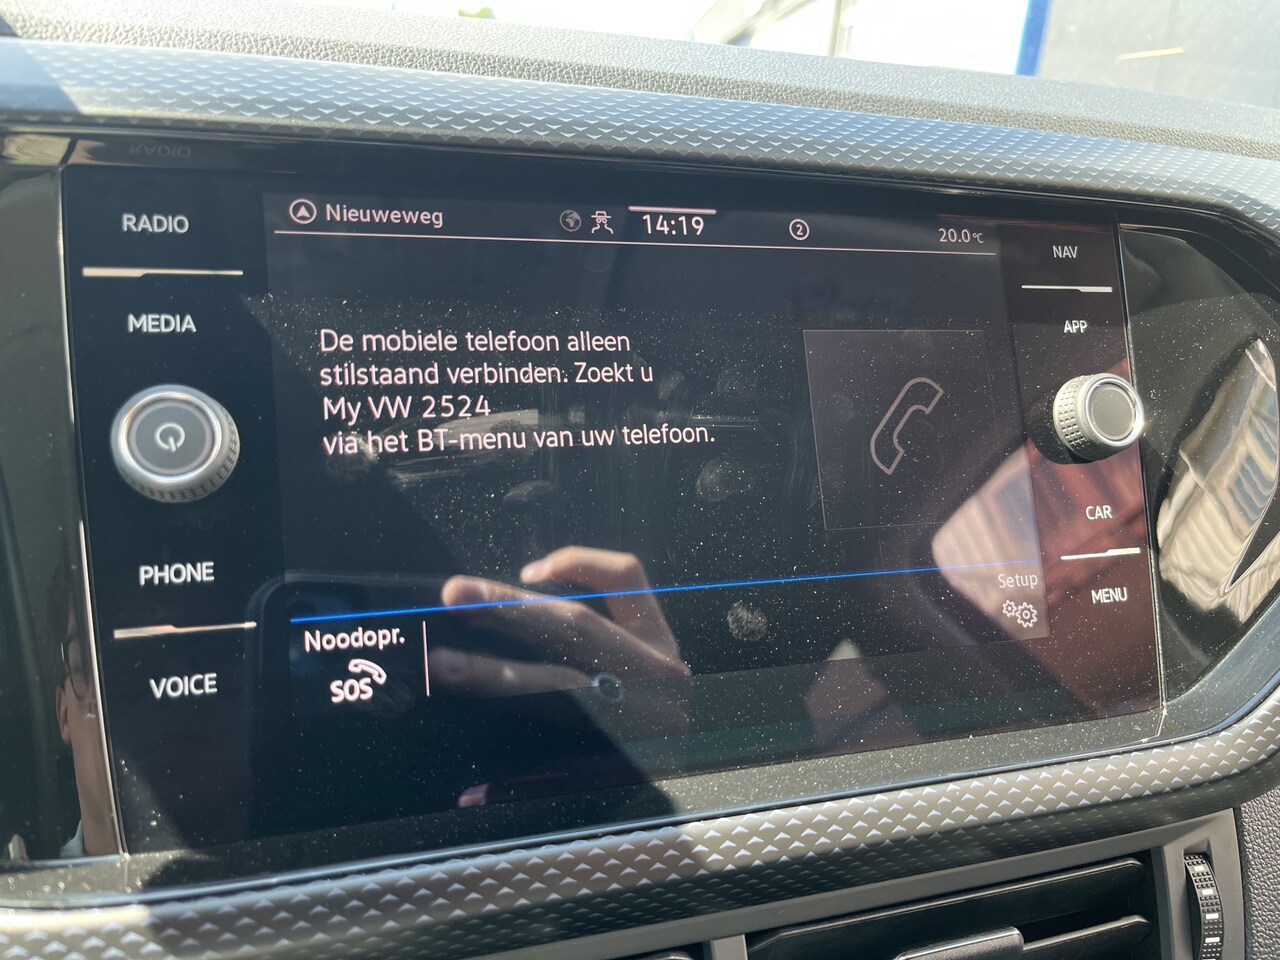 RADIO
MEDIA
PHONE
VOICE
Nieuweweg
14:19
2
20.0°C
De mobiele telefoon alleen
stilstaand verbinden. Zoekt u
My VW 2524
via het BT-menu van uw telefoon.
Setup
Noodopr.
SOS
NAV
APP
CAR
MENU